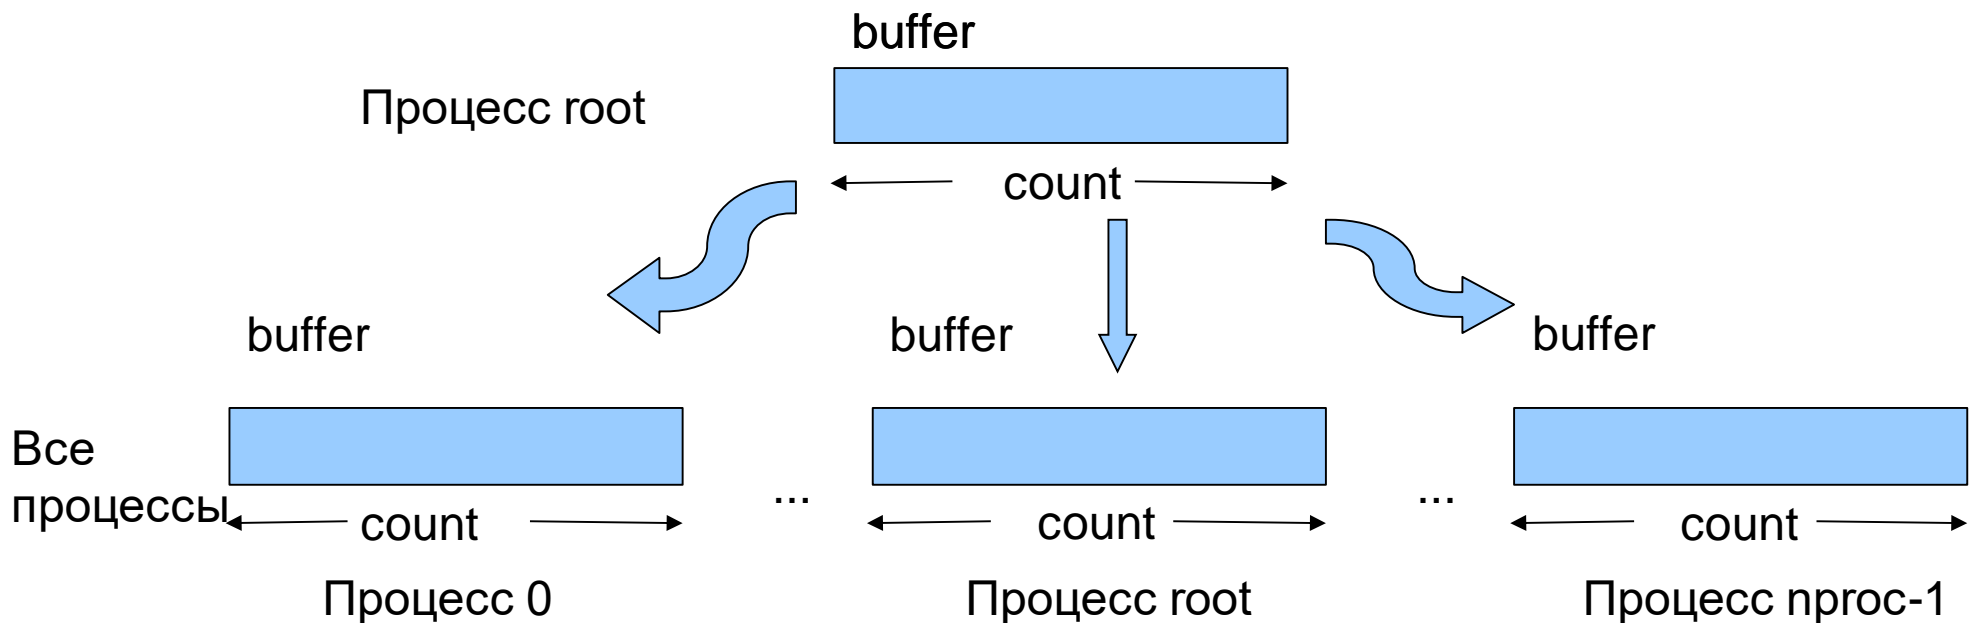 buffer
Процесс root
count
buffer
buffer
buffer
Все
процессы
...
...
count
count
count
Процесс 0
Процесс root
Процесс nproc-1